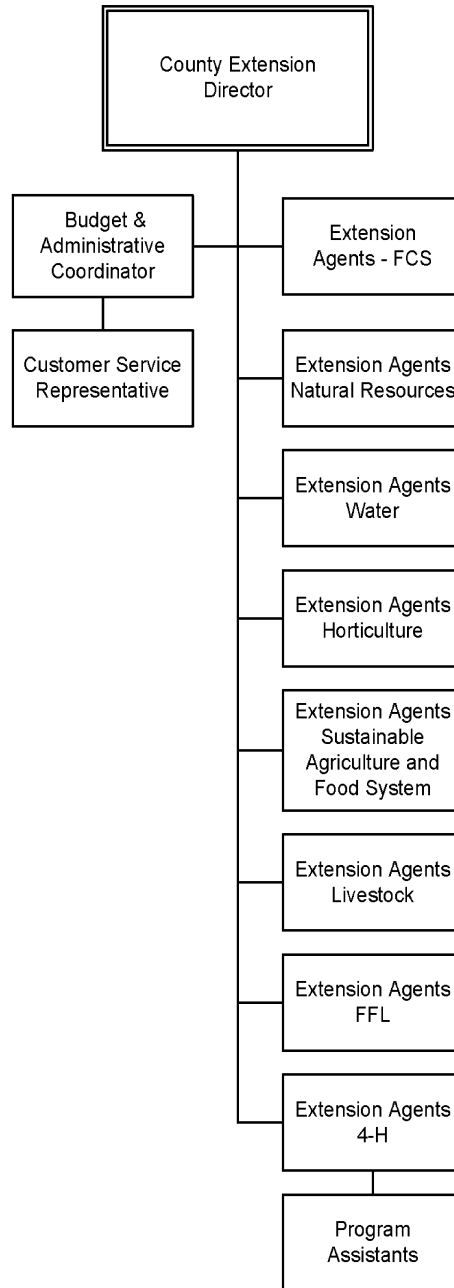 County Extension
Director
Budget &
Administrative
Coordinator
Customer Service
Representative
Extension
Agents - FCS
Extension Agents
Natural Resources
Extension Agents
Water
Extension Agents
Horticulture
Extension Agents
Sustainable
Agriculture and
Food System
Extension Agents
Livestock
Extension Agents
FFL
Extension Agents
4-H
Program
Assistants